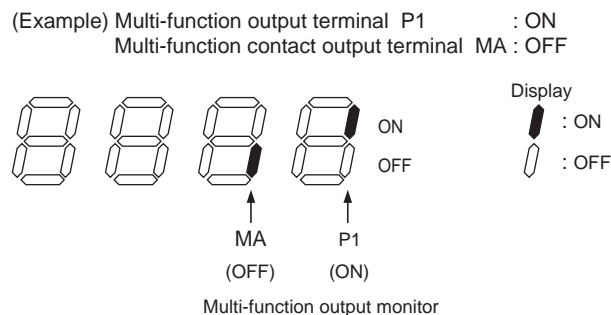 (Example) Multi-function output terminal P1 : ON
Multi-function contact output terminal MA : OFF
Display
ON
: ON
OFF
: OFF
MA P1
(OFF) (ON)
Multi-function output monitor